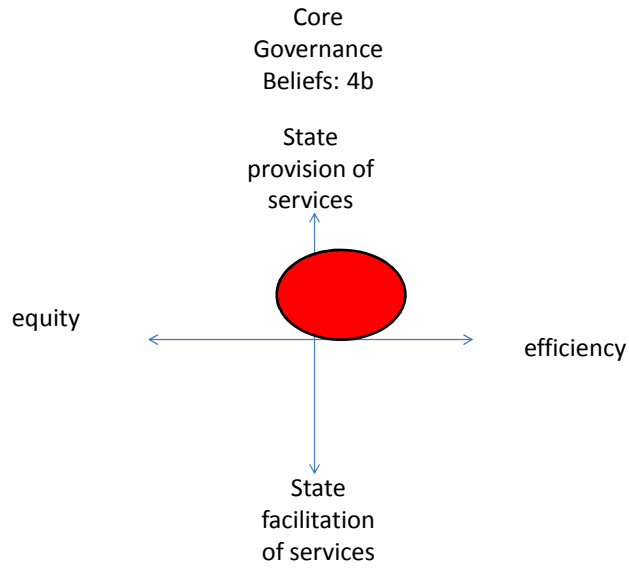 Core
Governance
Beliefs: 4b
State
provision of
services
equity
efficiency
State
facilitation
of services